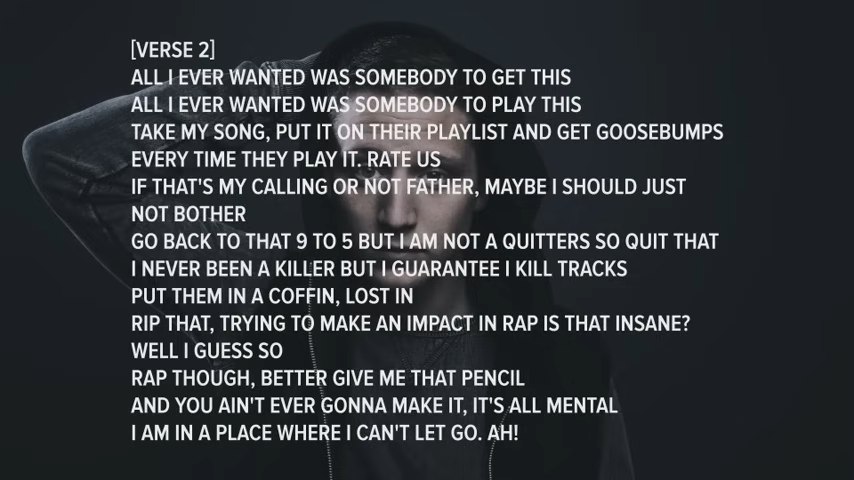 [VERSE 2]
ALL I EVER WANTED WAS SOMEBODY TO GET THIS
ALL I EVER WANTED WAS SOMEBODY TO PLAY THIS
TAKE MY SONG, PUT IT ON THEIR PLAYLIST AND GET GOOSEBUMPS
EVERY TIME THEY PLAY IT. RATE US
IF THAT'S MY CALLING OR NOT FATHER, MAYBE I SHOULD JUST
NOT BOTHER
GO BACK TO THAT 9 TO 5 BUT I AM NOT A QUITTERS SO QUIT THAT
I NEVER BEEN A KILLER BUT I GUARANTEE I KILL TRACKS
PUT THEM IN A COFFIN, LOST IN
RIP THAT, TRYING TO MAKE AN IMPACT IN RAP IS THAT INSANE?
WELL I GUESS SO
RAP THOUGH, BETTER GIVE ME THAT PENCIL
AND YOU AIN'T EVER GONNA MAKE IT, IT'S ALL MENTAL
I AM IN A PLACE WHERE I CAN'T LET GO. AH!